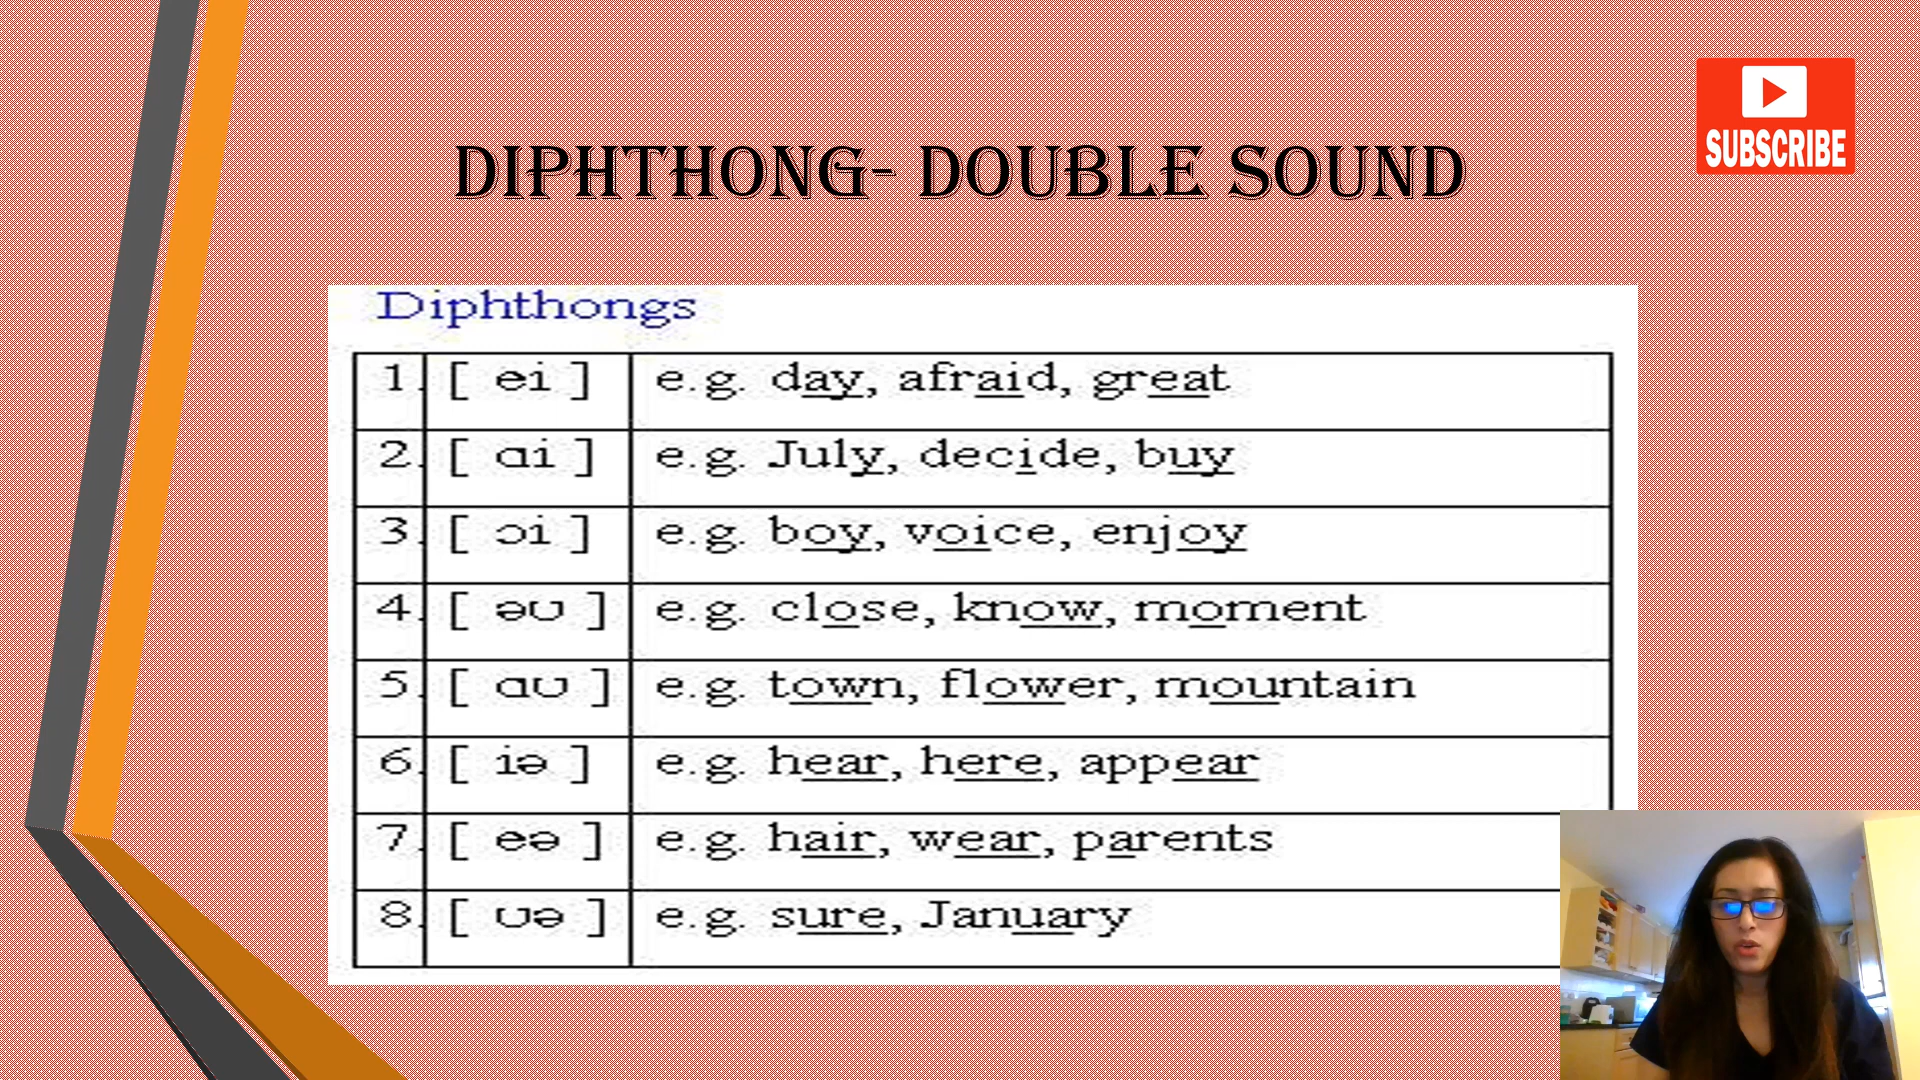 DIPHTHONG- DOUBLE SOUND
SUBSCRIBE
Diphthongs
1. [ ei ] e.g. day, afraid, great
2. [ ɑi ] e.g. July, decide, buy
3. [ ɔi ] e.g. boy, voice, enjoy
4. [ əʊ ] e.g. close, know, moment
5. [ ɑʊ ] e.g. town, flower, mountain
6. [ iə ] e.g. hear, here, appear
7. [ eə ] e.g. hair, wear, parents
8. [ ʊə ] e.g. sure, January